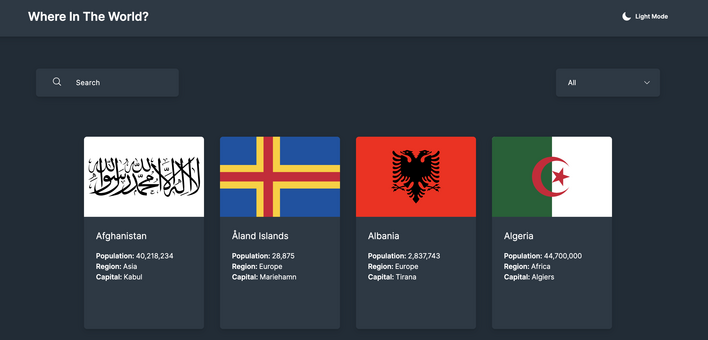 Where In The World?
Light Mode
Search
All
لا إله إلا الله محمد رسول الله
Afghanistan
Population: 40,218,234
Region: Asia
Capital: Kabul
Åland Islands
Population: 28,875
Region: Europe
Capital: Mariehamn
Albania
Population: 2,837,743
Region: Europe
Capital: Tirana
Algeria
Population: 44,700,000
Region: Africa
Capital: Algiers